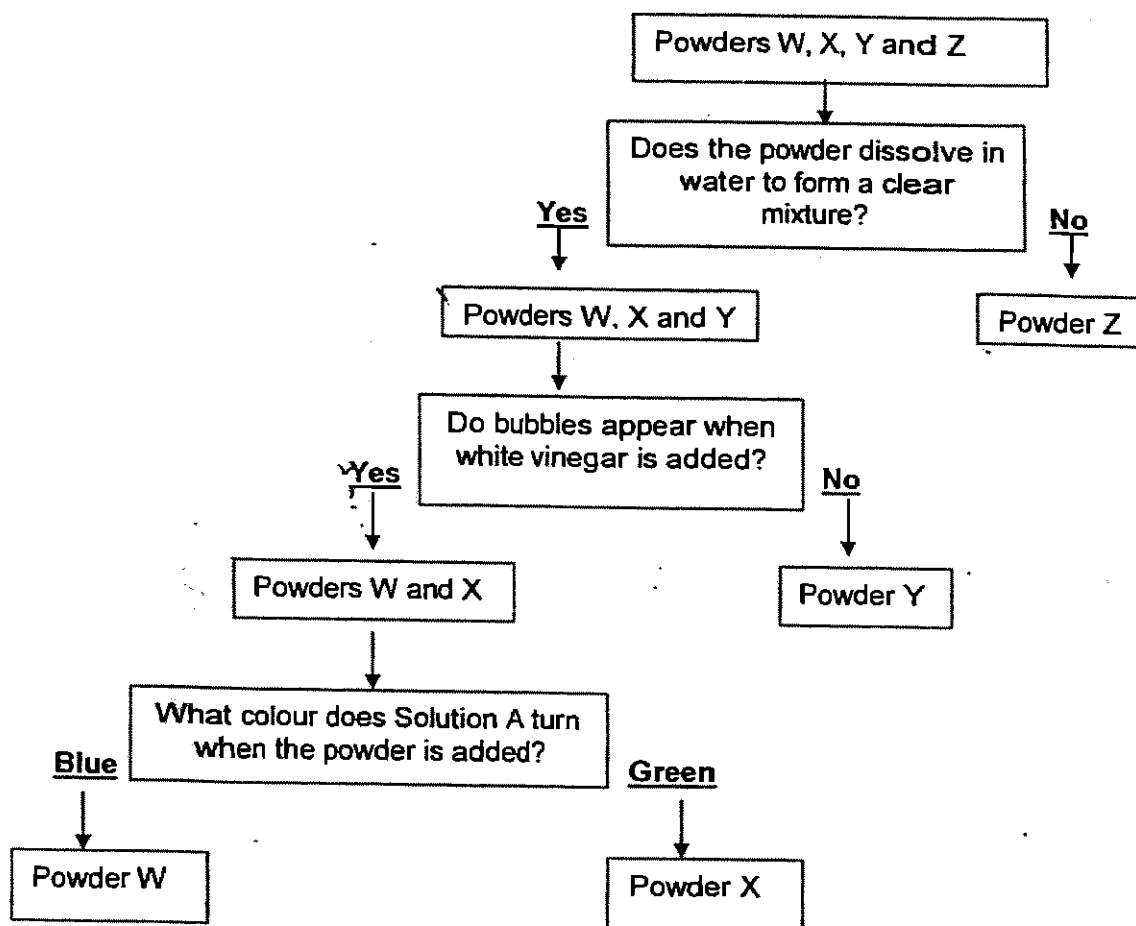 Powders W, X, Y and Z
Does the powder dissolve in
water to form a clear
mixture?
Yes
No
Powders W, X and Y
Powder Z
Do bubbles appear when
white vinegar is added?
Yes
No
Powders W and X
Powder Y
What colour does Solution A turn
when the powder is added?
Blue
Green
Powder W
Powder X